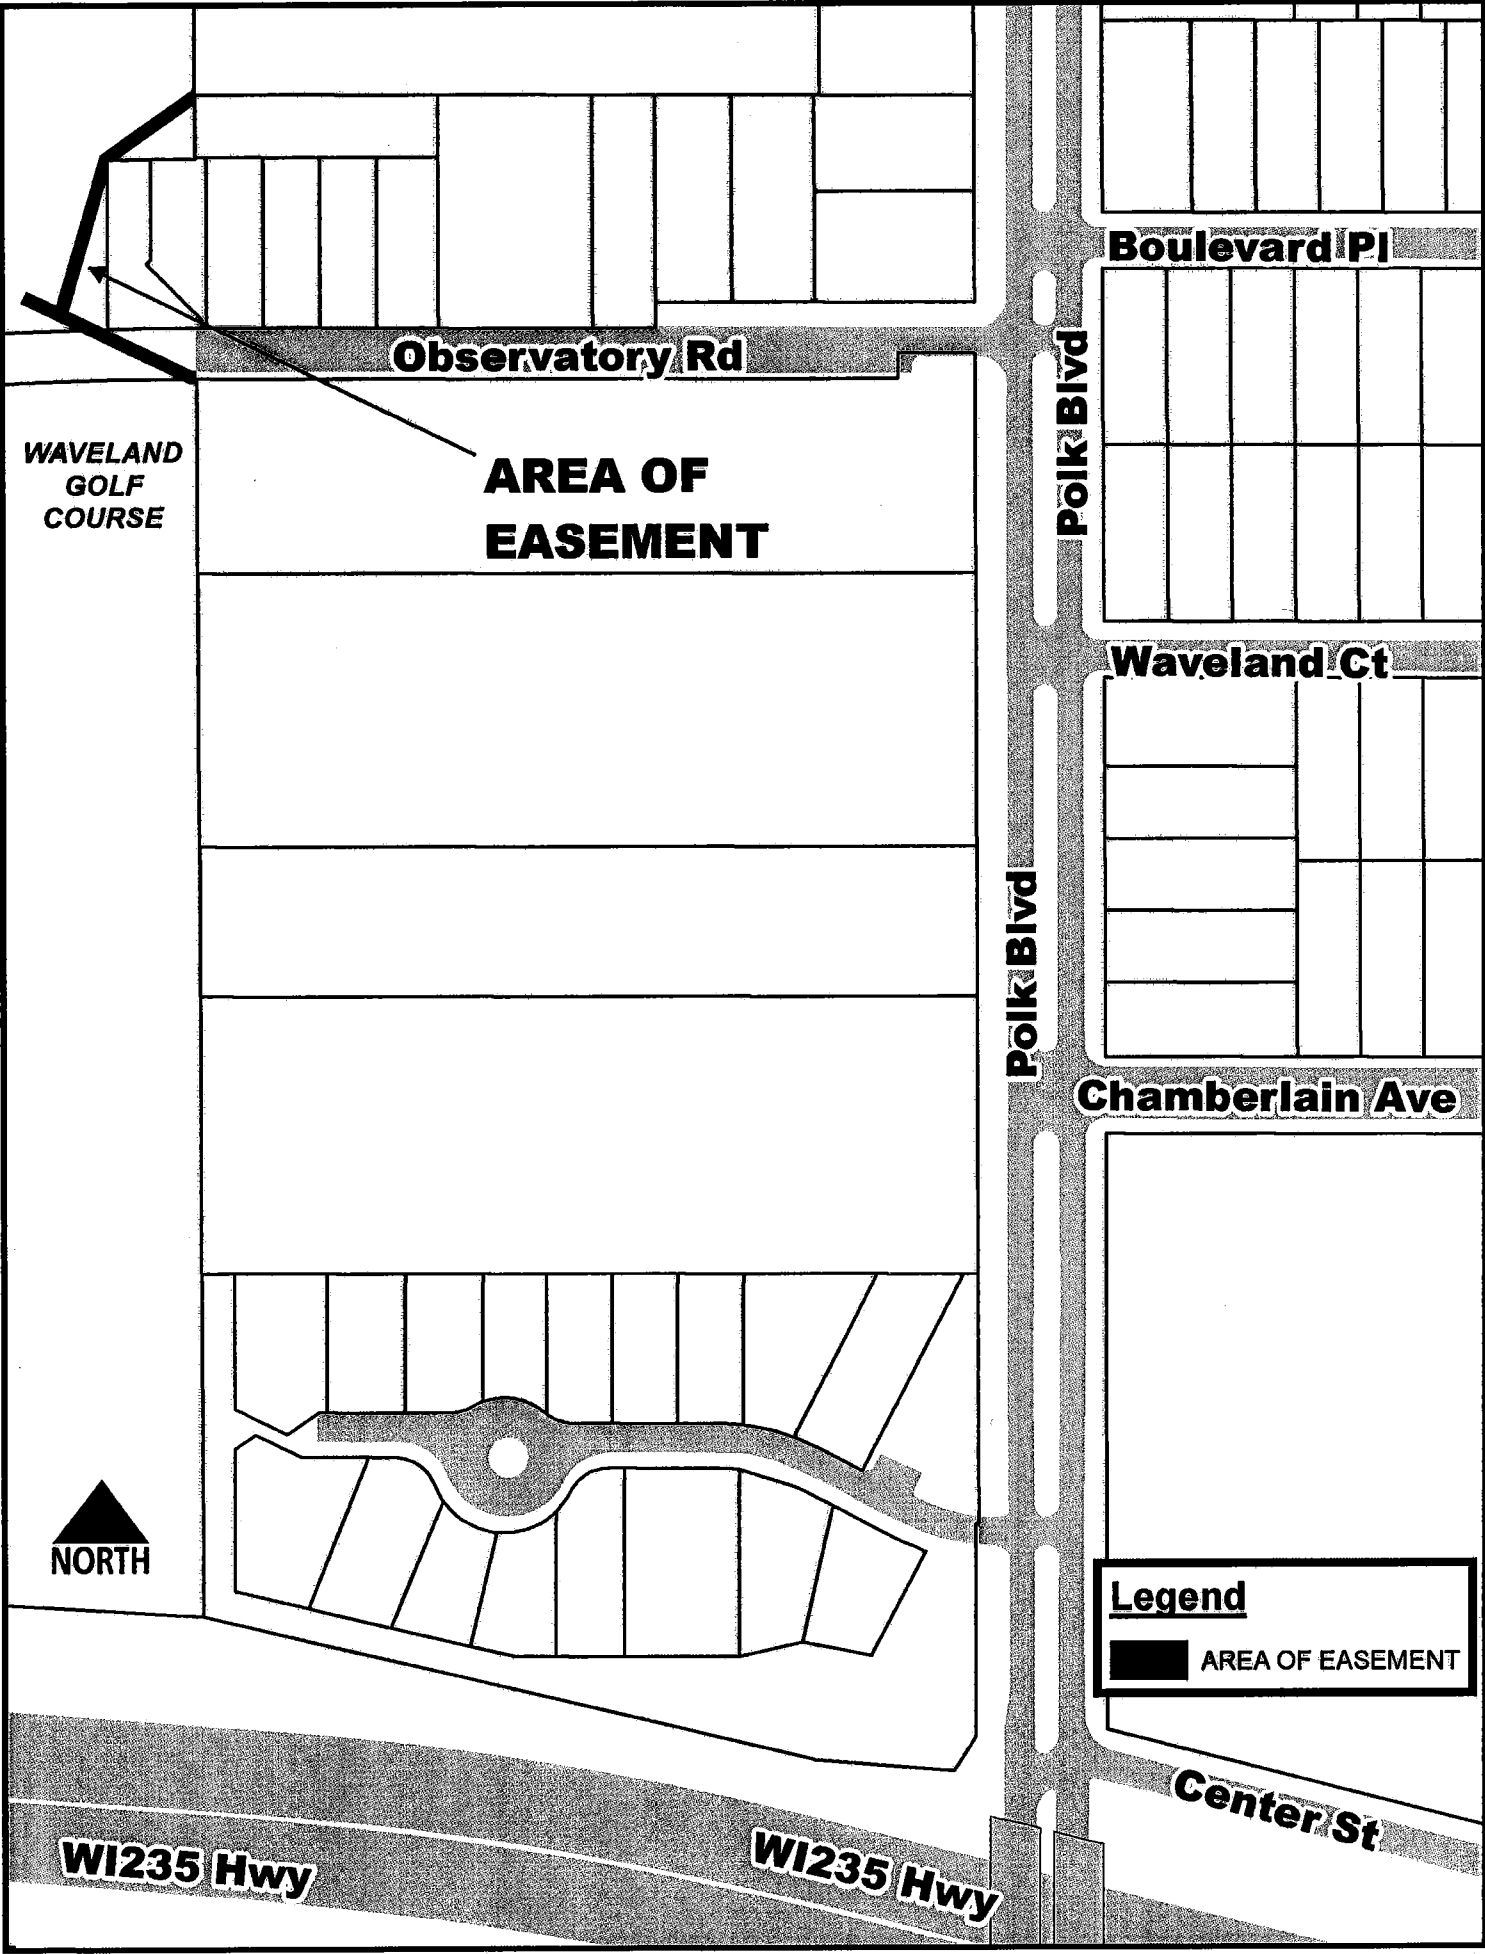 Boulevard Pl
Observatory Rd
Polk Blvd
WAVELAND
GOLF
COURSE
AREA OF
EASEMENT
Waveland Ct
Polk Blvd
Chamberlain Ave
NORTH
Legend
AREA OF EASEMENT
Center St
WI235 Hwy
WI235 Hwy